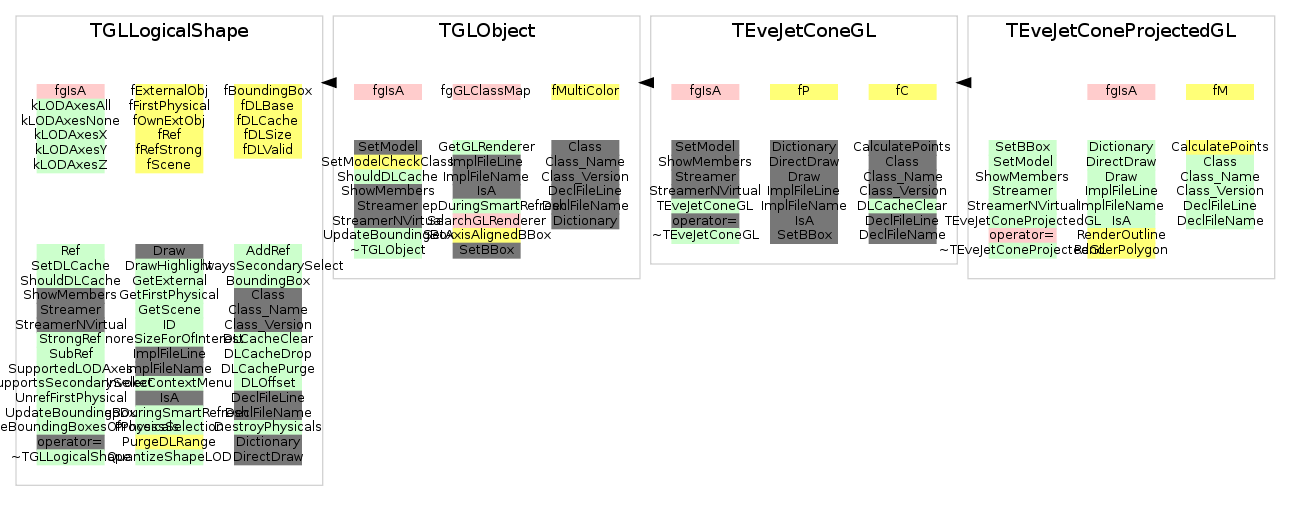 TGLLogicalShape
fgIsA fExternalObj fBoundingBox
kLODAxesAll fFirstPhysical fDLBase
kLODAxesNone fOwnExtObj fDLCache
kLODAxesX fRef fDLSize
kLODAxesY fRefStrong fDLValid
kLODAxesZ fScene
Ref Draw AddRef
SetDLCache DrawHighlight
ShouldDLCache GetExternal BoundingBox
ShowMembers GetFirstPhysical Class
Streamer GetScene Class_Name
StreamerNVirtual ID Class_Version
StrongRef noreSizeForOfInterest DLCacheClear
SubRef ImplFileLine DLCacheDrop
SupportedLODAxes ImplFileName DLCachePurge
InvokeContextMenu DLOffset
UnrefFirstPhysical IsA DeclFileLine
UpdateBoundingBox DeclFileName
DestroyPhysicals
operator= PurgeDLRange Dictionary
~TGLLogicalShape QuantizeShapeLOD DirectDraw
TGLObject
fgIsA fgGLClassMap fMultiColor
SetModel GetGLRenderer Class
SetModelCheckClass ImplFileLine Class_Name
ShouldDLCache ImplFileName Class_Version
ShowMembers IsA DeclFileLine
Streamer epDuringSmartRefresh DeclFileName
StreamerNVirtual SearchGLRenderer Dictionary
UpdateBoundingBox SetAxisAlignedBBox
~TGLObject SetBBox
TEveJetConeGL
fgIsA fP fC
SetModel Dictionary CalculatePoints
ShowMembers DirectDraw Class
Streamer Draw Class_Name
StreamerNVirtual ImplFileLine Class_Version
TEveJetConeGL ImplFileName DLCacheClear
operator= IsA DeclFileLine
~TEveJetConeGL SetBBox DeclFileName
TEveJetConeProjectedGL
fgIsA fM
SetBBox Dictionary CalculatePoints
SetModel DirectDraw Class
ShowMembers Draw Class_Name
Streamer ImplFileLine Class_Version
StreamerNVirtual ImplFileName DeclFileLine
TEveJetConeProjectedGL IsA DeclFileName
operator= RenderOutline
~TEveJetConeProjectedGL RenderPolygon